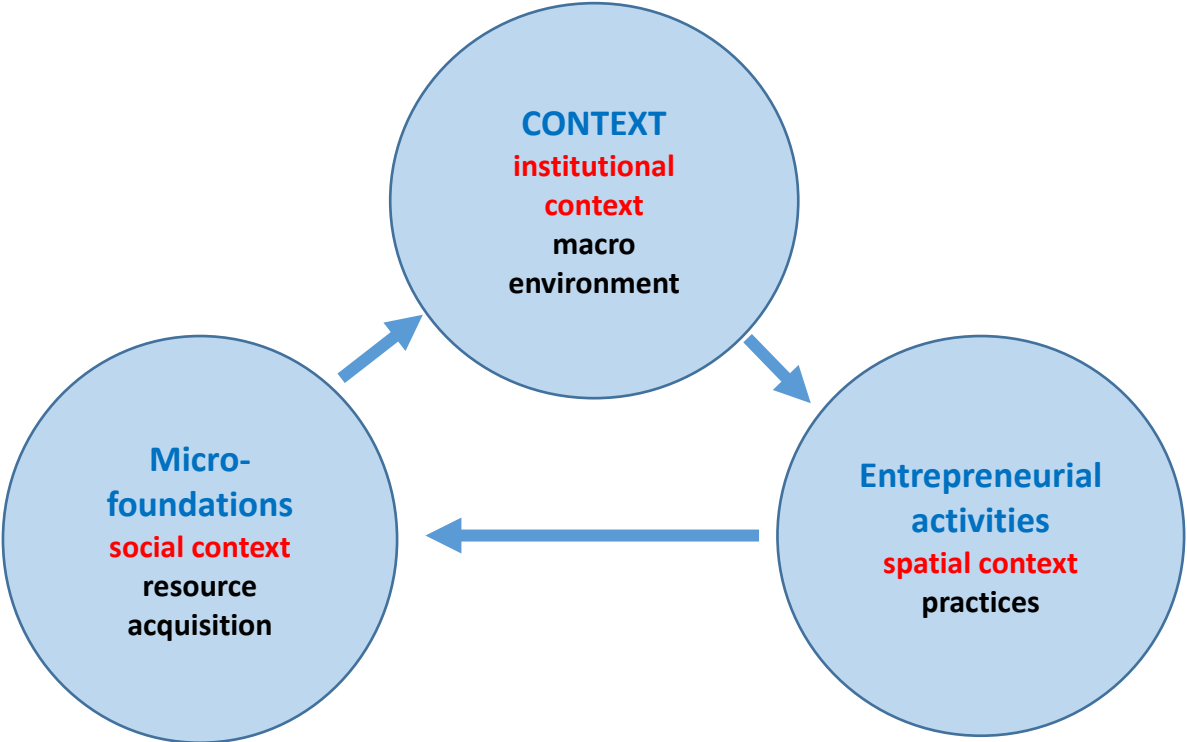 CONTEXT
institutional
context
macro
environment
Micro-
foundations
social context
resource
acquisition
Entrepreneurial
activities
spatial context
practices